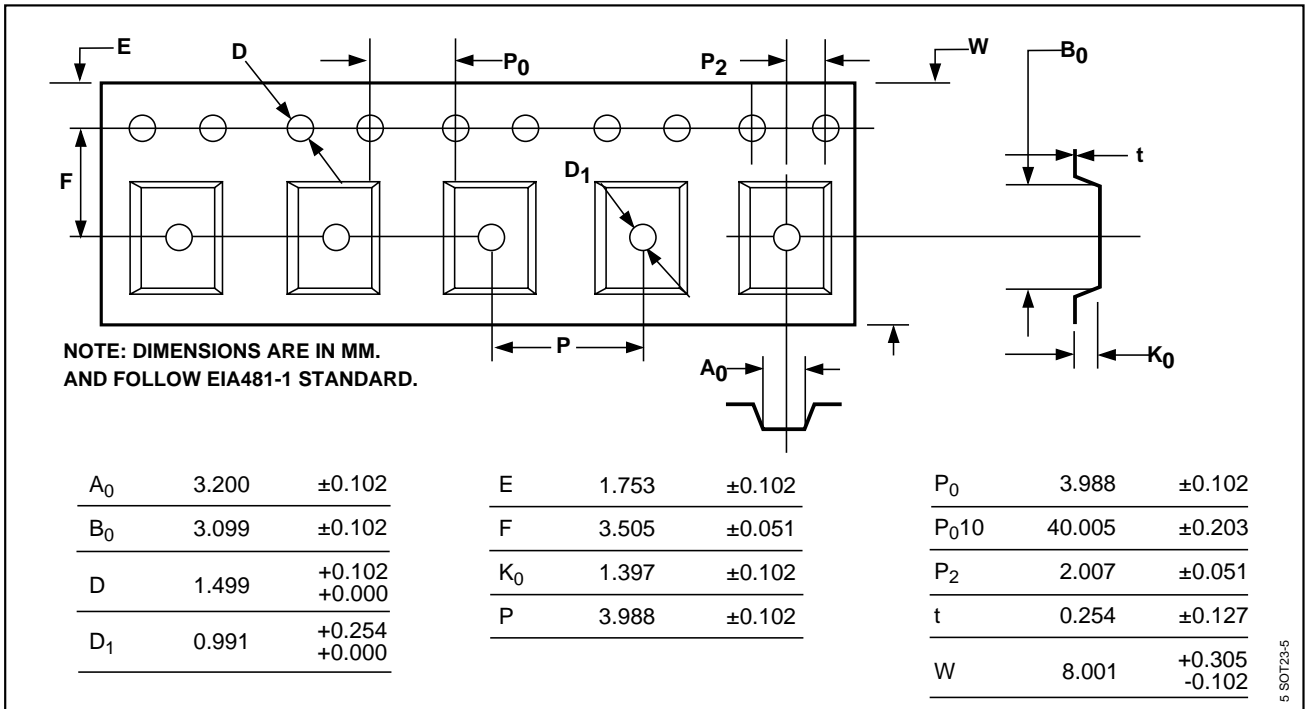 E
D
P0
P2
W
B0
F
D1
t
P
A0
K0
NOTE: DIMENSIONS ARE IN MM.
AND FOLLOW EIA481-1 STANDARD.
A0 3.200 ±0.102
B0 3.099 ±0.102
D 1.499 +0.102
+0.000
D1 0.991 +0.254
+0.000
E 1.753 ±0.102
F 3.505 ±0.051
K0 1.397 ±0.102
P 3.988 ±0.102
P0 3.988 ±0.102
P010 40.005 ±0.203
P2 2.007 ±0.051
t 0.254 ±0.127
W 8.001 +0.305
-0.102
5 SOT23-5